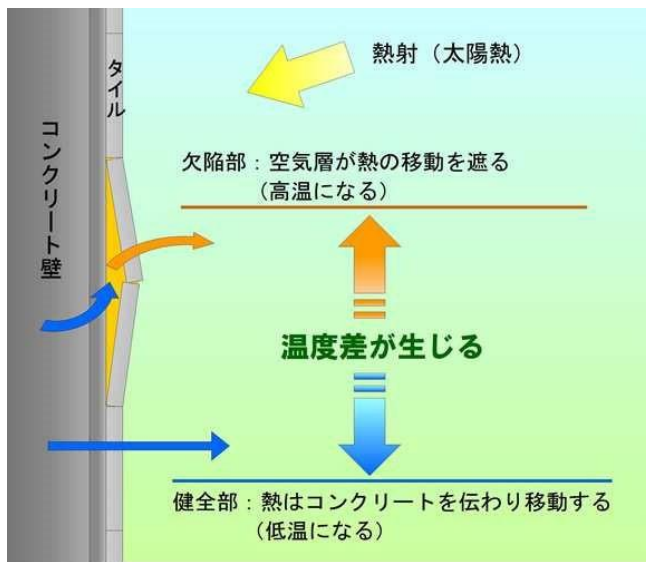 熱射（太陽熱）
タイル
コンクリート壁
欠陥部：空気層が熱の移動を遮る
（高温になる）
温度差が生じる
健全部：熱はコンクリートを伝わり移動する
（低温になる）